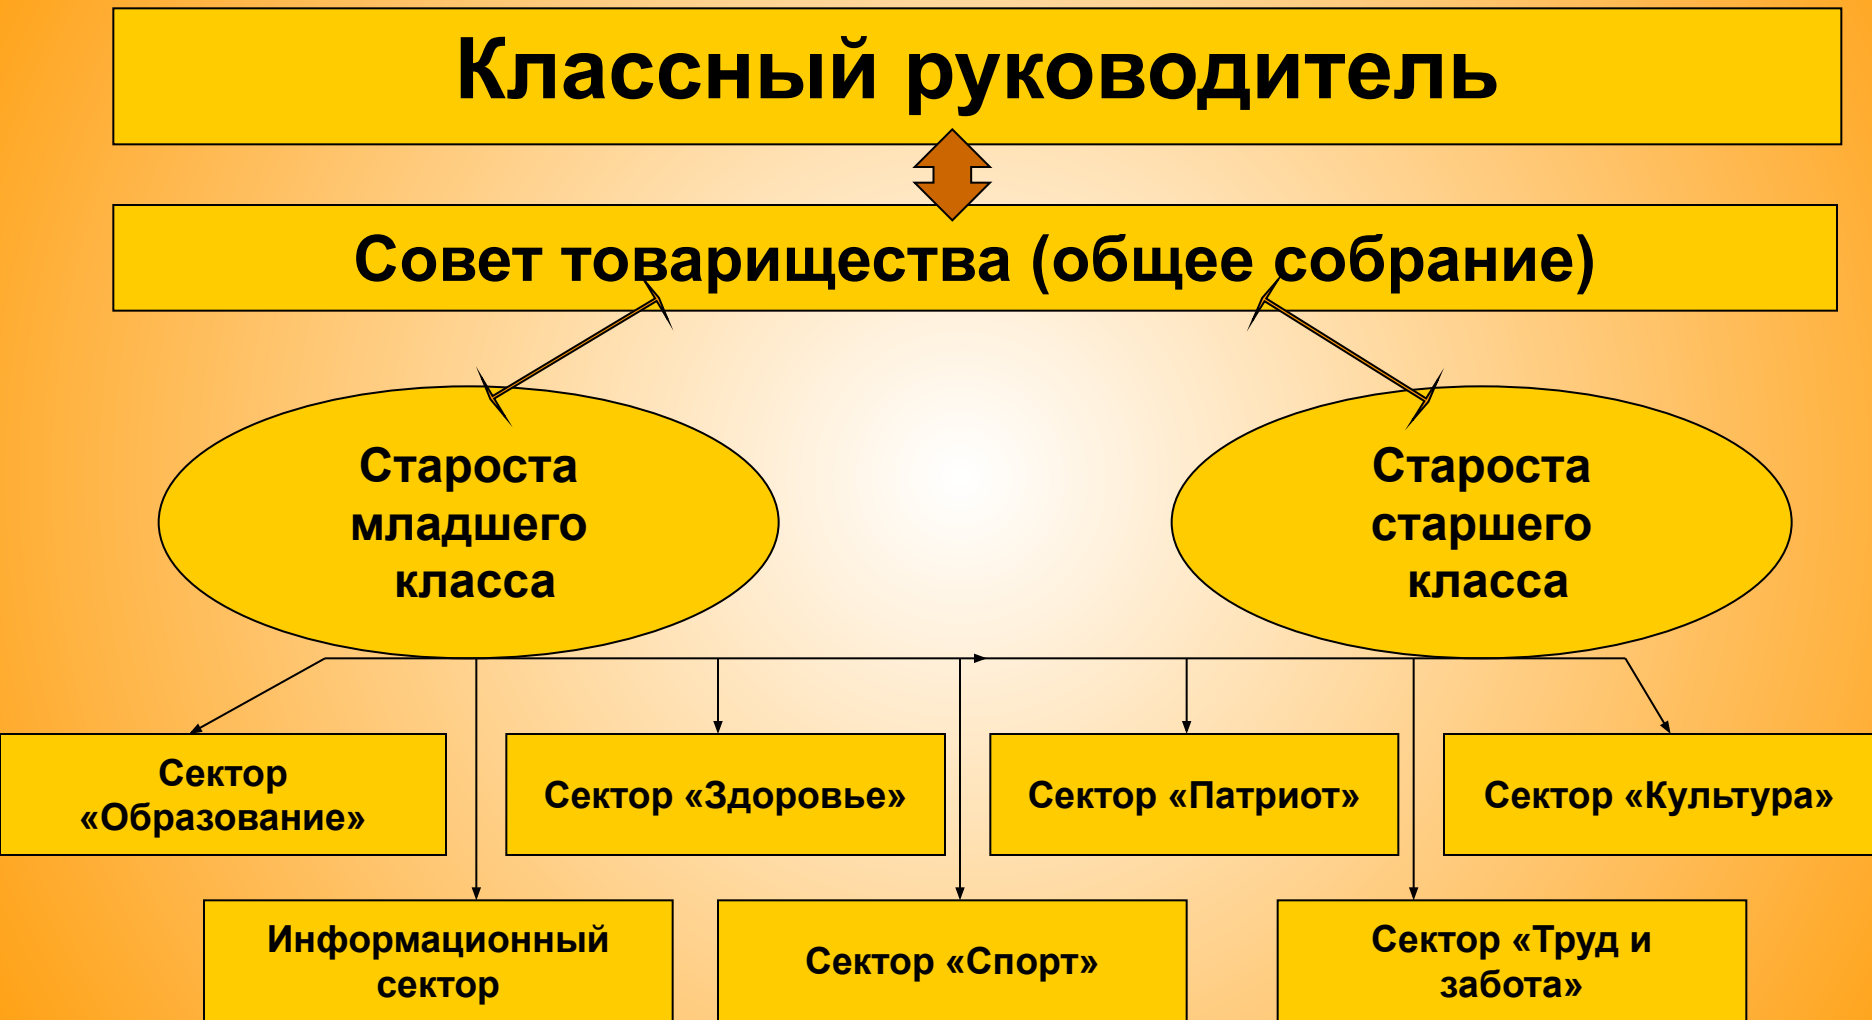 Классный руководитель
Совет товарищества (общее собрание)
Староста
младшего
класса
Староста
старшего
класса
Сектор
«Образование»
Сектор «Здоровье»
Сектор «Патриот»
Сектор «Культура»
Информационный
сектор
Сектор «Спорт»
Сектор «Труд и
забота»